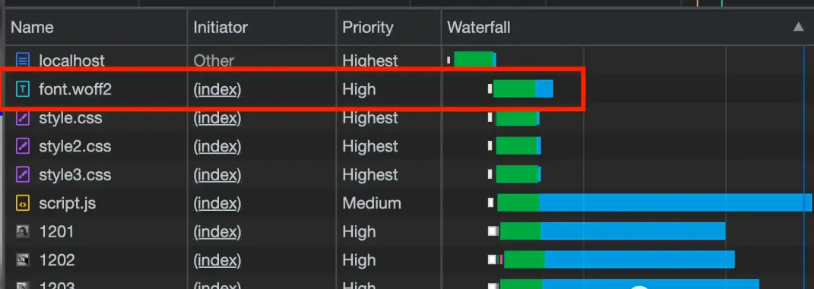 Name Initiator Priority Waterfall
localhost Other Highest
font.woff2 (index) High
style.css (index) Highest
style2.css (index) Highest
style3.css (index) Highest
script.js (index) Medium
1201 (index) High
1202 (index) High
1203 (index) High